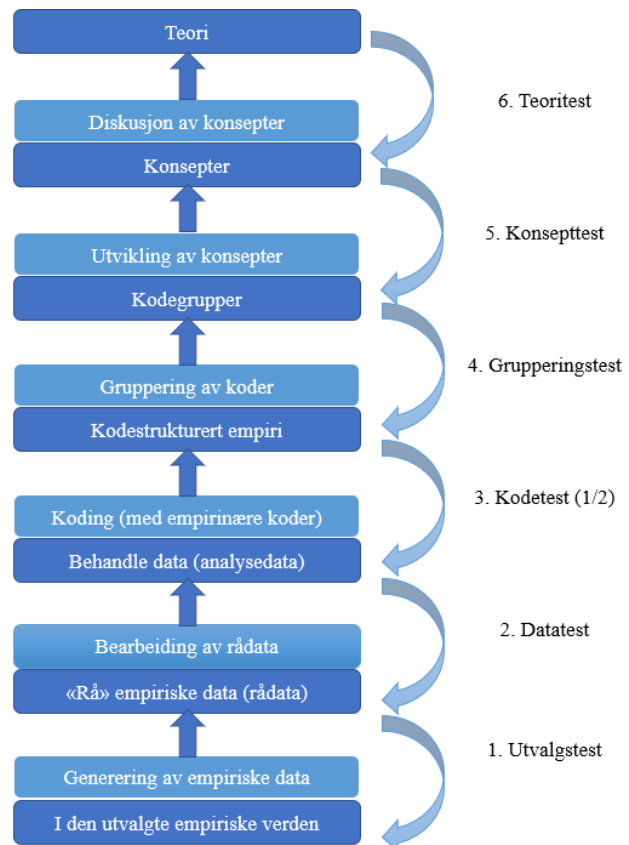 Teori
6. Teoritest
Diskusjon av konsepter
Konsepter
5. Konsepttest
Utvikling av konsepter
Kodegrupper
4. Grupperingstest
Gruppering av koder
Kodestrukturert empiri
3. Kodetest (1/2)
Koding (med empirinære koder)
Behandle data (analysedata)
2. Datatest
Bearbeiding av rådata
«Rå» empiriske data (rådata)
1. Utvalgstest
Generering av empiriske data
I den utvalgte empiriske verden